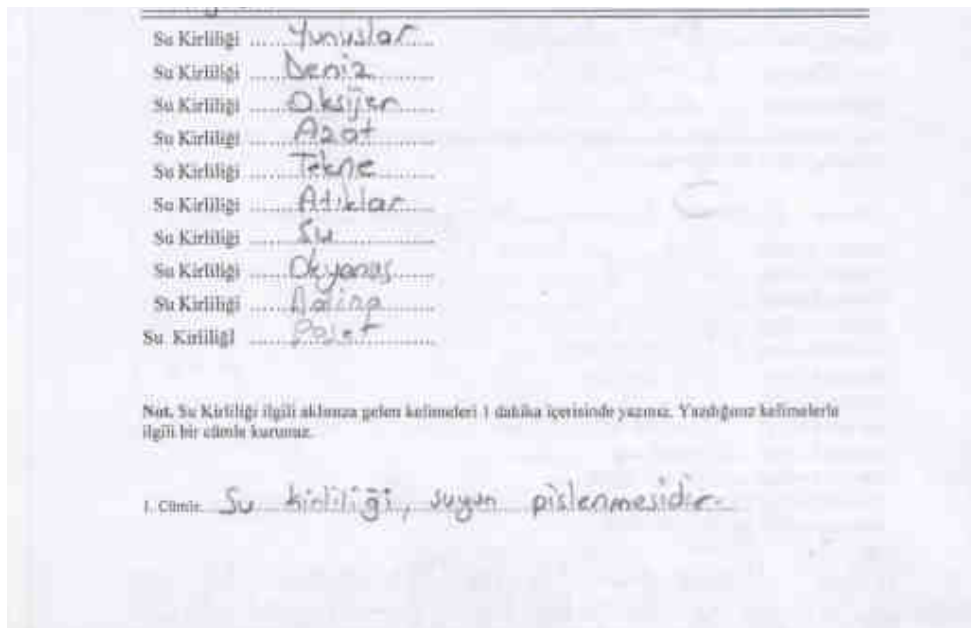 Su Kirliliği ...... Yunuslar .....
Su Kirliliği ...... Deniz ..........
Su Kirliliği ...... Oksijen ......
Su Kirliliği ...... Azot ..........
Su Kirliliği ...... Tekne .........
Su Kirliliği ...... Atıklar ......
Su Kirliliği ...... Su ..............
Su Kirliliği ...... Okyanus ......
Su Kirliliği ......
Su Kirliliği ...... Poşet ..........
Not. Su Kirliliği ilgili aklınıza gelen kelimeleri 1 dakika içerisinde yazınız. Yazdığınız kelimelerle
ilgili bir cümle kurunuz.
1. Cümle. Su kirliliği, suyun pislenmesidir.